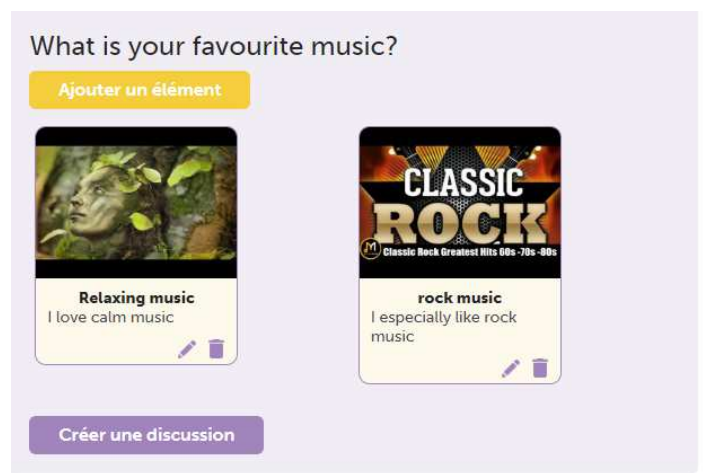 What is your favourite music?
Ajouter un élément
CLASSIC
ROCK
Classic Rock Greatest Hits 60s -70s -80s
Relaxing music
I love calm music
rock music
I especially like rock
music
Créer une discussion